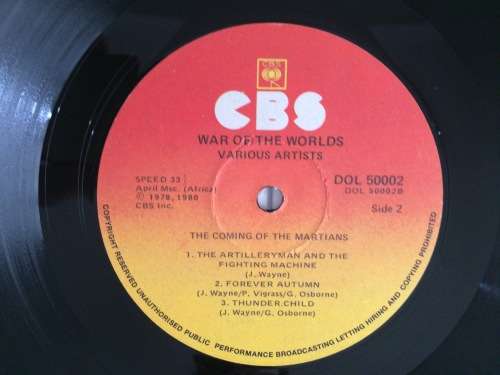 CBS
CBS
WAR OF THE WORLDS
VARIOUS ARTISTS
SPEED 33
April Msc. (Africa)
℗ 1978, 1980
CBS Inc.
DOL 50002
DOL 50002B
Side 2
THE COMING OF THE MARTIANS
1. THE ARTILLERYMAN AND THE
FIGHTING MACHINE
(J. Wayne)
2. FOREVER AUTUMN
(J. Wayne/P. Vigrass/G. Osborne)
3. THUNDER CHILD
(J. Wayne/G. Osborne)
COPYRIGHT RESERVED UNAUTHORISED PUBLIC PERFORMANCE BROADCASTING LETTING HIRING AND COPYING PROHIBITED